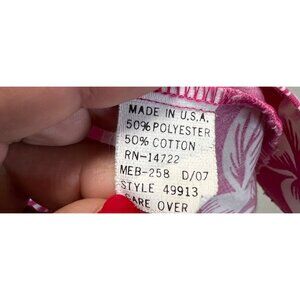 MADE IN U.S.A.
50% POLYESTER
50% COTTON
RN-14722
MEB-258 D/07
STYLE 49913
CARE OVER